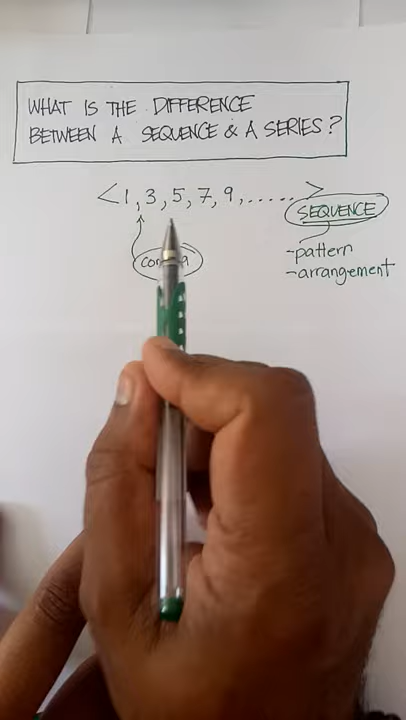 WHAT IS THE DIFFERENCE
BETWEEN A SEQUENCE & A SERIES?
<1, 3, 5, 7, 9, ......>
SEQUENCE
-pattern
-arrangement